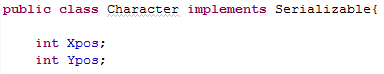 public class Character implements Serializable{
int Xpos;
int Ypos;